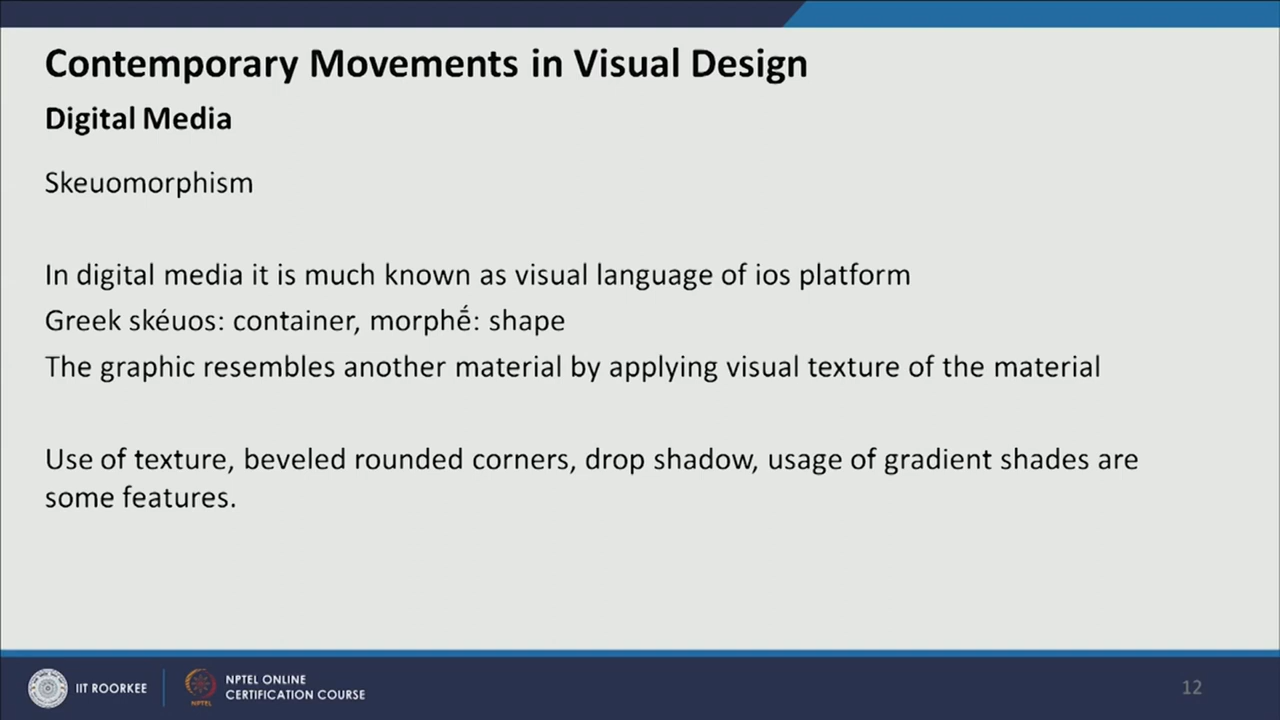 Contemporary Movements in Visual Design
Digital Media
Skeuomorphism
In digital media it is much known as visual language of ios platform
Greek skéuos: container, morphḗ: shape
The graphic resembles another material by applying visual texture of the material
Use of texture, beveled rounded corners, drop shadow, usage of gradient shades are
some features.
IIT ROORKEE
NPTEL
NPTEL ONLINE
CERTIFICATION COURSE
12